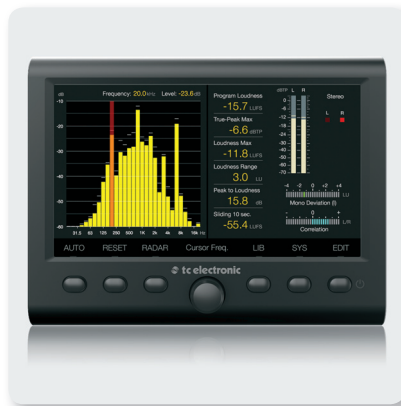 dB Frequency: 20.0 kHz Level: -23.6 dB
-10
-20
-30
-40
-50
-60
31.5 62 125 250 500 1K 2k 4k 8k 16k Hz
Program Loudness
-15.7 LUFS
True-Peak Max
-6.6 dBTP
Loudness Max
-11.8 LUFS
Loudness Range
3.0 LU
Peak to Loudness
15.8 dB
Sliding 10 sec.
-55.4 LUFS
dBTP L R
0
-6
-12
-18
-24
-30
-40
-50
-60
-70
Stereo
L R
-4 -2 0 +2 +4
LU
Mono Deviation (I)
- 0 +
L/R
Correlation
AUTO RESET RADAR Cursor Freq. LIB SYS EDIT
tc electronic